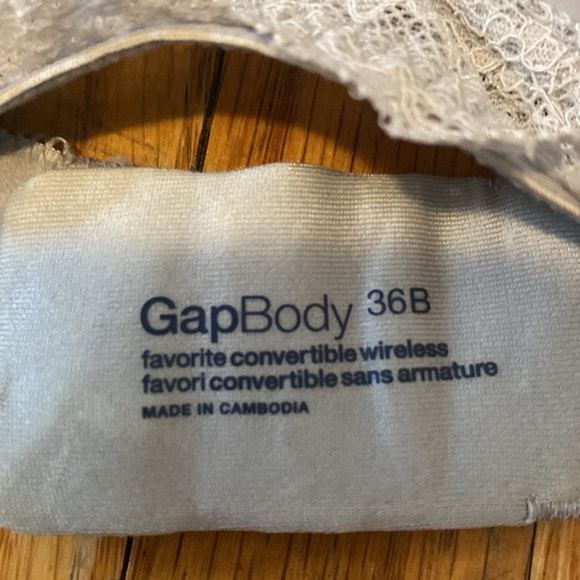 GapBody 36B
favorite convertible wireless
favori convertible sans armature
MADE IN CAMBODIA